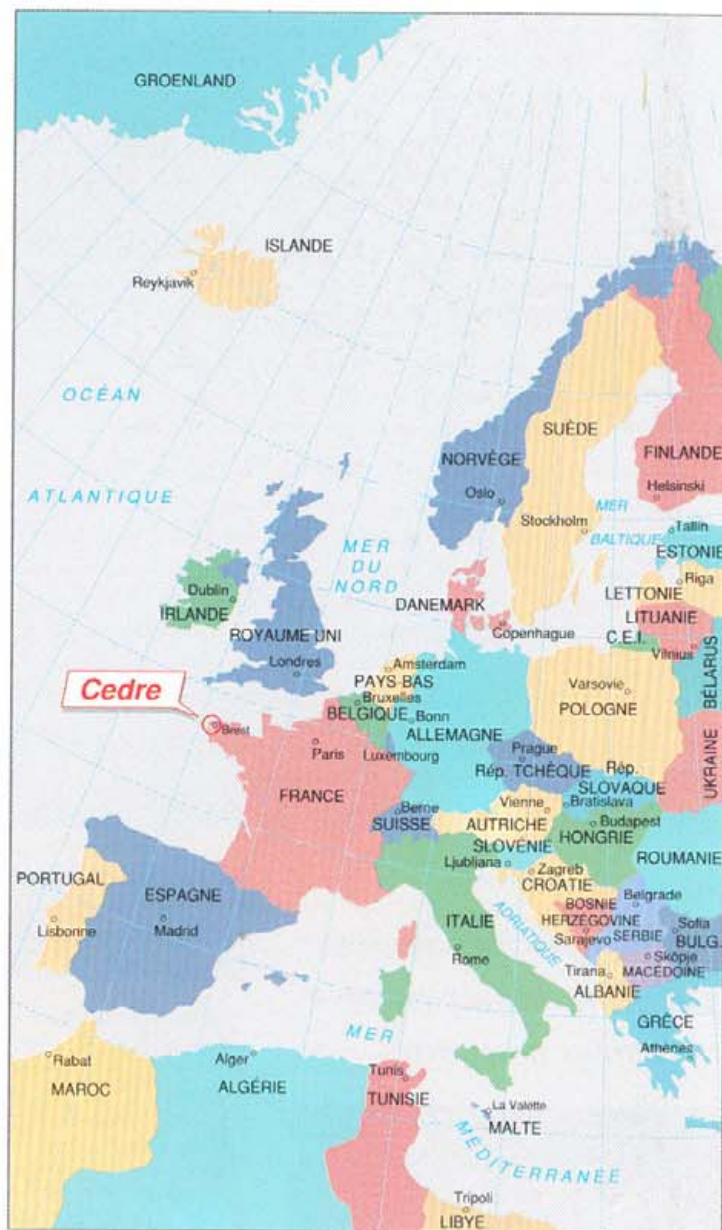 GROENLAND
ISLANDE
Reykjavik
OCÉAN
ATLANTIQUE
SUÈDE
NORVÈGE
FINLANDE
Oslo
Helsinski
Stockholm
MER
BALTIQUE
Tallin
ESTONIE
MER
DU
NORD
Riga
LETTONIE
Dublin
IRLANDE
DANEMARK
LITUANIE
Copenhague
C.E.I.
Vilnius
BÉLARUS
ROYAUME UNI
Londres
Amsterdam
PAYS-BAS
Cedre
Brest
Bruxelles
BELGIQUE
Bonn
ALLEMAGNE
Varsovie
POLOGNE
UKRAINE
Paris
Luxembourg
Prague
Rép. TCHÈQUE
Rép.
SLOVAQUE
FRANCE
Berne
SUISSE
Vienne
Bratislava
AUTRICHE
Budapest
HONGRIE
SLOVÉNIE
Ljubljana
Zagreb
CROATIE
ROUMANIE
PORTUGAL
ESPAGNE
Lisbonne
Madrid
ITALIE
Rome
ADRIATIQUE
BOSNIE
HERZÉGOVINE
Sarajevo
Belgrade
SERBIE
Sofia
BULG.
Sköpje
MACÉDOINE
Tirana
ALBANIE
GRÈCE
Athènes
MER
Rabat
MAROC
Alger
ALGÉRIE
Tunis
TUNISIE
La Valette
MALTE
MÉDITERRANÉE
Tripoli
LIBYE